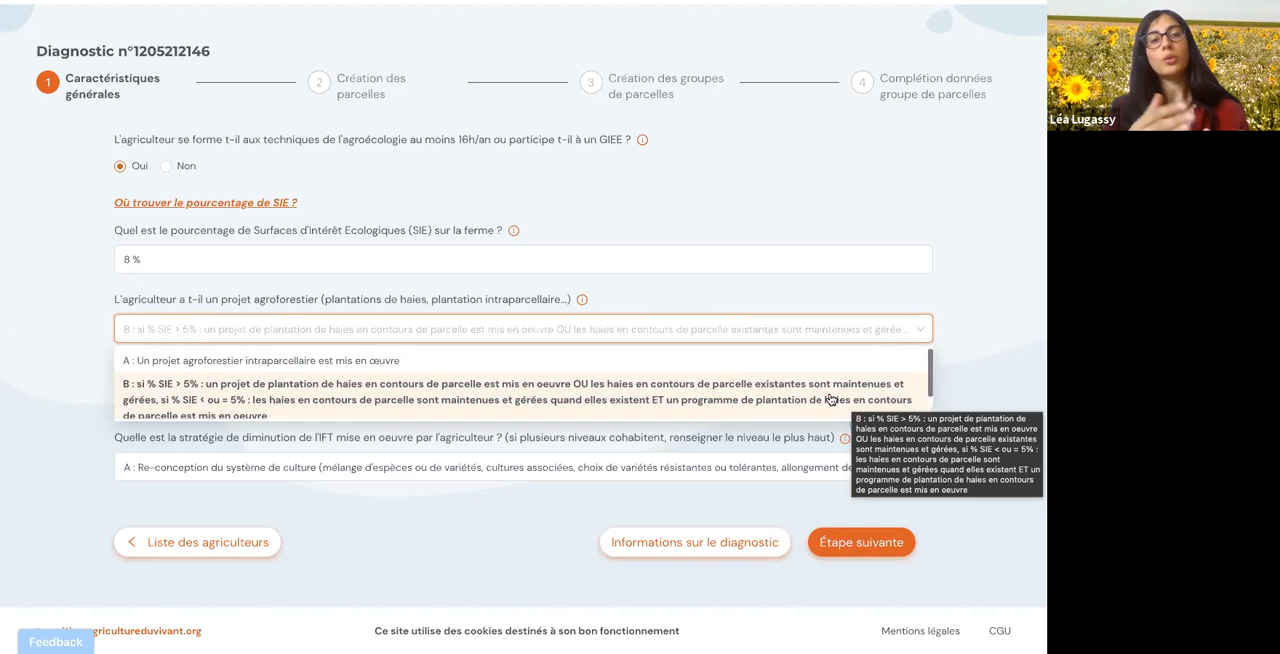 Diagnostic n°1205212146
1
Caractéristiques
générales
2
Création des
parcelles
3
Création des groupes
de parcelles
4
Complétion données
groupe de parcelles
Léa Lugassy
L'agriculteur se forme t-il aux techniques de l'agroécologie au moins 16h/an ou participe t-il à un GIEE ?
Oui Non
Où trouver le pourcentage de SIE ?
Quel est le pourcentage de Surfaces d'Intérêt Ecologiques (SIE) sur la ferme ?
8 %
L'agriculteur a t-il un projet agroforestier (plantations de haies, plantation intraparcellaire...)
B : si % SIE > 5% : un projet de plantation de haies en contours de parcelle est mis en oeuvre OU les haies en contours de parcelle existantes sont maintenues et gérée...
A : Un projet agroforestier intraparcellaire est mis en œuvre
B : si % SIE > 5% : un projet de plantation de haies en contours de parcelle est mis en oeuvre OU les haies en contours de parcelle existantes sont maintenues et
gérées, si % SIE < ou = 5% : les haies en contours de parcelle sont maintenues et gérées quand elles existent ET un programme de plantation de haies en contours
de parcelle est mis en oeuvre
B : si % SIE > 5% : un projet de plantation de
haies en contours de parcelle est mis en oeuvre
OU les haies en contours de parcelle existantes
sont maintenues et gérées, si % SIE < ou = 5% :
les haies en contours de parcelle sont
maintenues et gérées quand elles existent ET un
programme de plantation de haies en contours
de parcelle est mis en oeuvre
Quelle est la stratégie de diminution de l'IFT mise en oeuvre par l'agriculteur ? (si plusieurs niveaux cohabitent, renseigner le niveau le plus haut)
A : Re-conception du système de culture (mélange d'espèces ou de variétés, cultures associées, choix de variétés résistantes ou tolérantes, allongement de
Liste des agriculteurs
Informations sur le diagnostic
Étape suivante
gricultureduvivant.org
Ce site utilise des cookies destinés à son bon fonctionnement
Mentions légales
CGU
Feedback